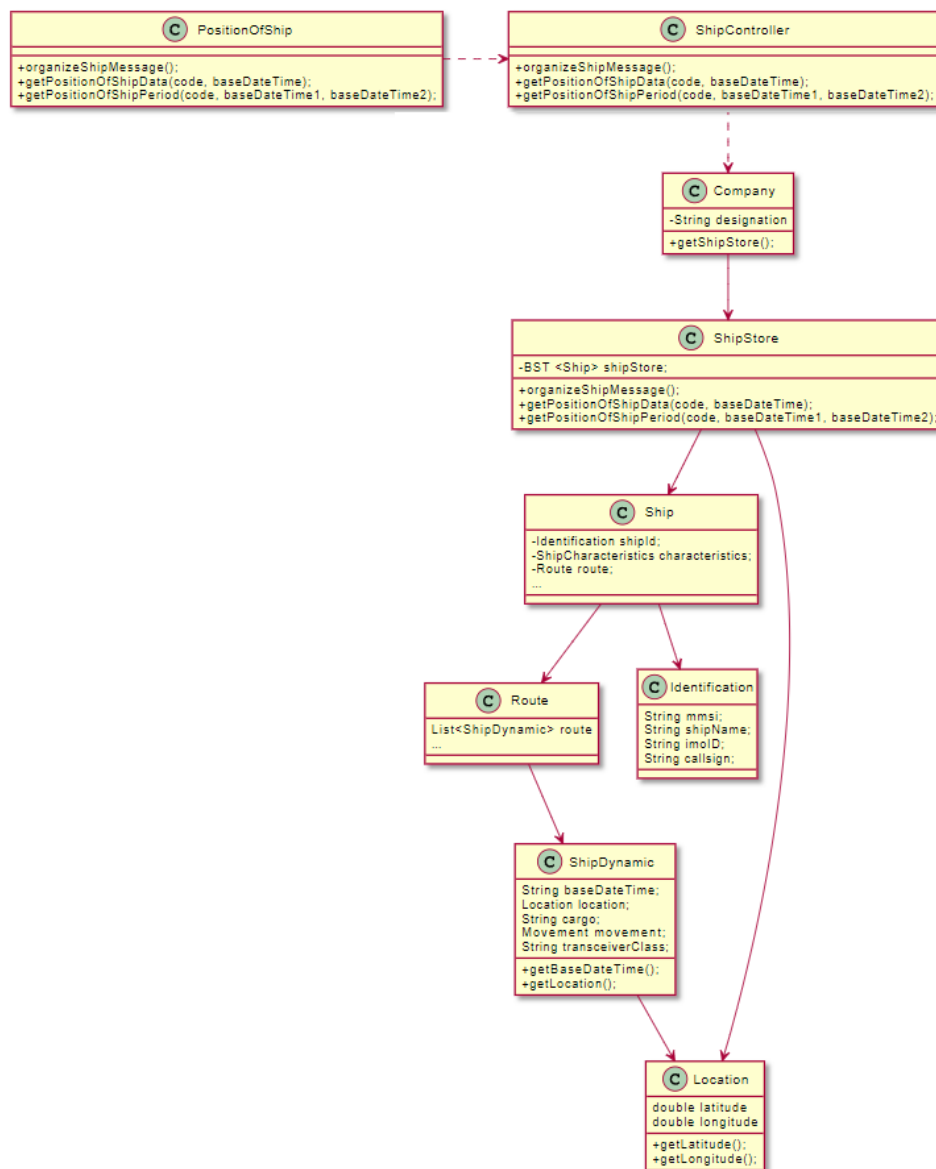 C PositionOfShip
+organizeShipMessage();
+getPositionOfShipData(code, baseDateTime);
+getPositionOfShipPeriod(code, baseDateTime1, baseDateTime2);
C ShipController
+organizeShipMessage();
+getPositionOfShipData(code, baseDateTime);
+getPositionOfShipPeriod(code, baseDateTime1, baseDateTime2);
C Company
-String designation
+getShipStore();
C ShipStore
-BST <Ship> shipStore;
+organizeShipMessage();
+getPositionOfShipData(code, baseDateTime);
+getPositionOfShipPeriod(code, baseDateTime1, baseDateTime2);
C Ship
-Identification shipId;
-ShipCharacteristics characteristics;
-Route route;
...
C Route
List<ShipDynamic> route
...
C Identification
String mmsi;
String shipName;
String imoID;
String callsign;
C ShipDynamic
String baseDateTime;
Location location;
String cargo;
Movement movement;
String transceiverClass;
+getBaseDateTime();
+getLocation();
C Location
double latitude
double longitude
+getLatitude();
+getLongitude();